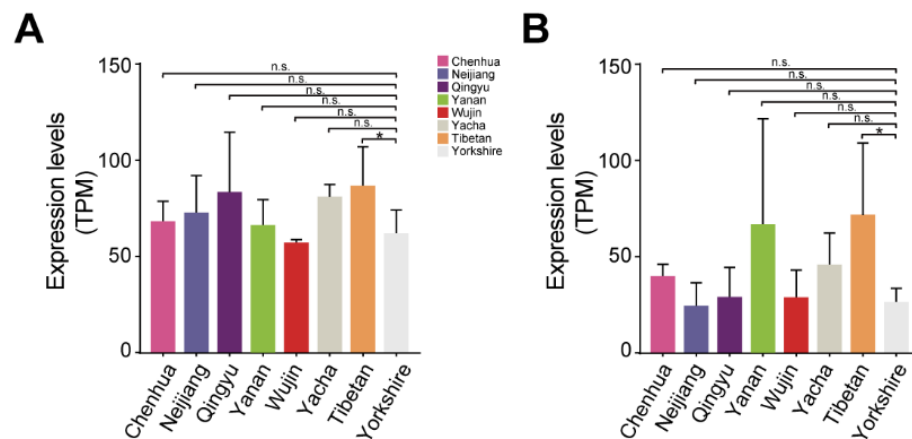 A
Expression levels
(TPM)
150
100
50
0
n.s.
n.s.
n.s.
n.s.
n.s.
n.s.
*
Chenhua
Neijiang
Qingyu
Yanan
Wujin
Yacha
Tibetan
Yorkshire
Chenhua
Neijiang
Qingyu
Yanan
Wujin
Yacha
Tibetan
Yorkshire
B
Expression levels
(TPM)
150
100
50
0
n.s.
n.s.
n.s.
n.s.
n.s.
n.s.
*
Chenhua
Neijiang
Qingyu
Yanan
Wujin
Yacha
Tibetan
Yorkshire